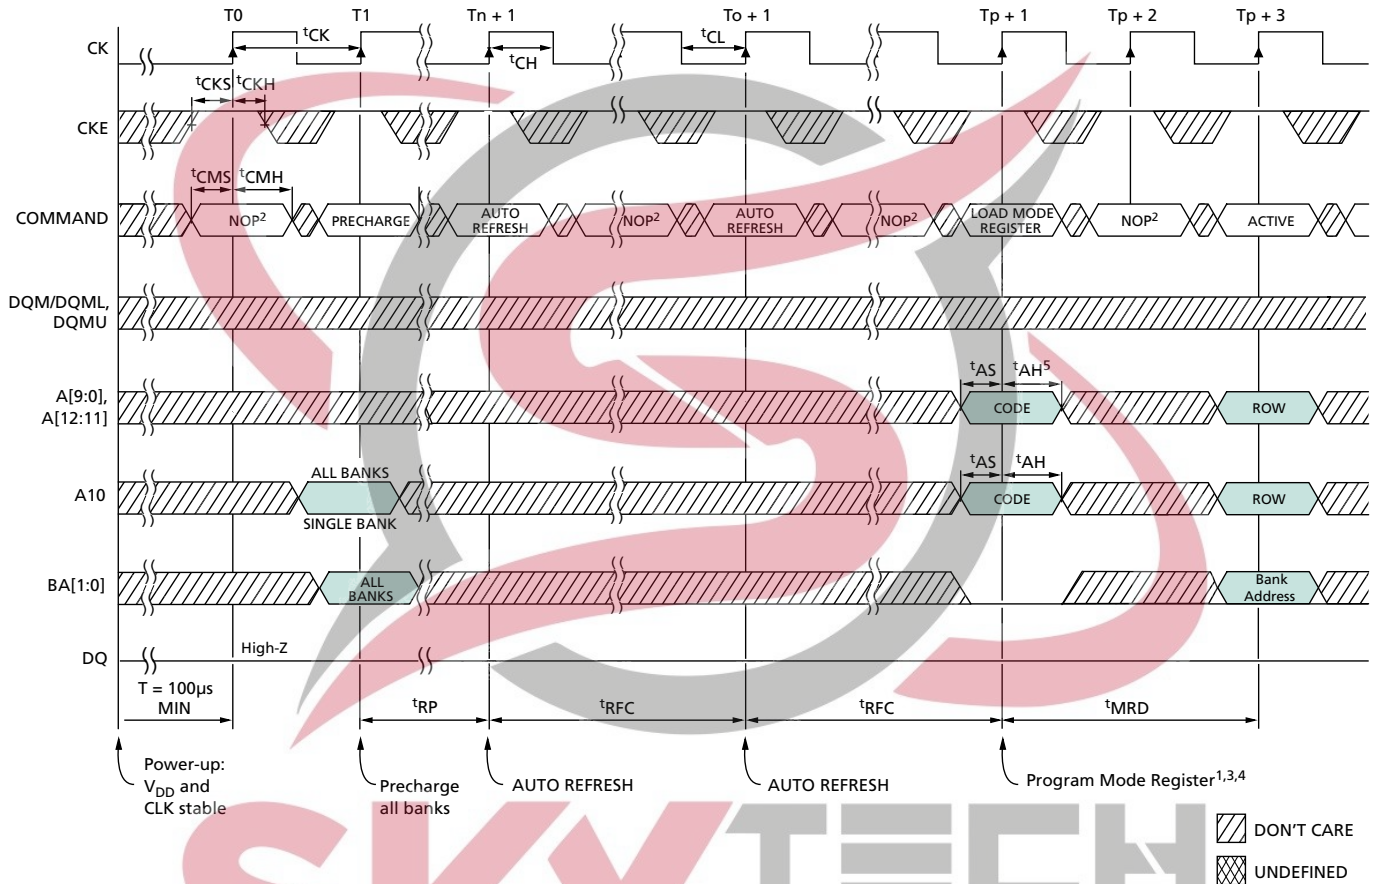 T0 T1 Tn + 1 To + 1 Tp + 1 Tp + 2 Tp + 3
CK
tCK
tCH
tCL
tCKS tCKH
CKE
tCMS tCMH
COMMAND
NOP2
PRECHARGE
AUTO
REFRESH
NOP2
AUTO
REFRESH
NOP2
LOAD MODE
REGISTER
NOP2
ACTIVE
DQM/DQML,
DQMU
tAS tAH5
A[9:0],
A[12:11]
CODE
ROW
ALL BANKS
tAS tAH
A10
CODE
ROW
SINGLE BANK
BA[1:0]
ALL
BANKS
Bank
Address
High-Z
DQ
T = 100µs
MIN
tRP
tRFC
tRFC
tMRD
Power-up:
VDD and
CLK stable
Precharge
all banks
AUTO REFRESH
AUTO REFRESH
Program Mode Register1,3,4
DON'T CARE
UNDEFINED
SKYTECH